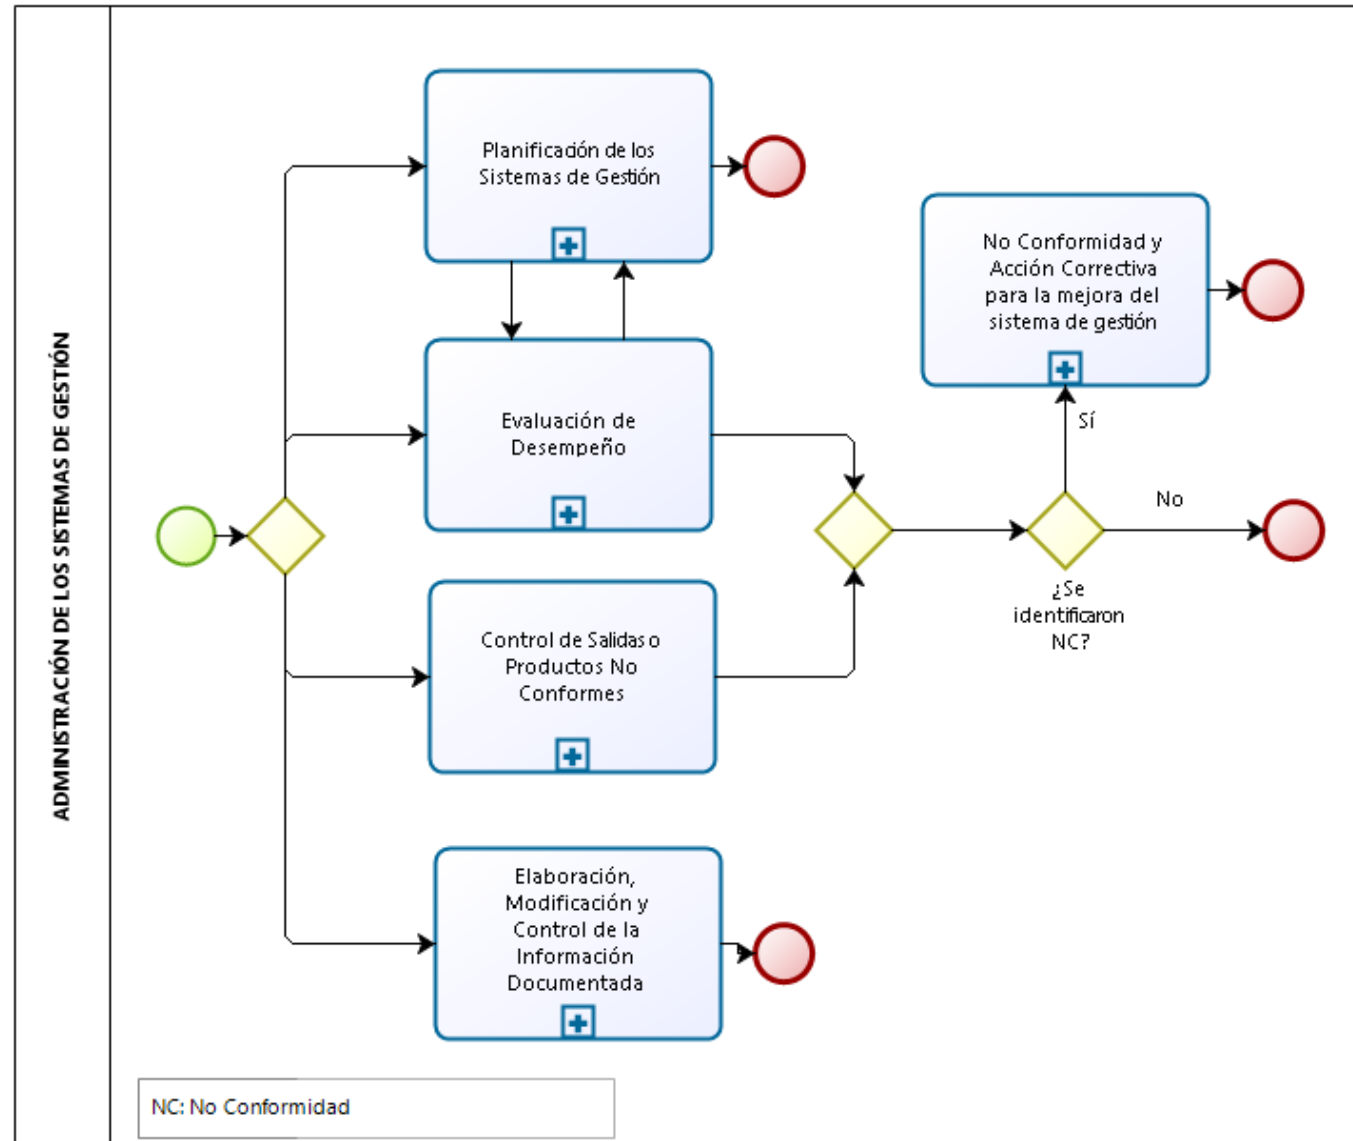 ADMINISTRACIÓN DE LOS SISTEMAS DE GESTIÓN
Planificación de los
Sistemas de Gestión
No Conformidad y
Acción Correctiva
para la mejora del
sistema de gestión
Evaluación de
Desempeño
Sí
No
¿Se
identificaron
NC?
Control de Salidas o
Productos No
Conformes
Elaboración,
Modificación y
Control de la
Información
Documentada
NC: No Conformidad